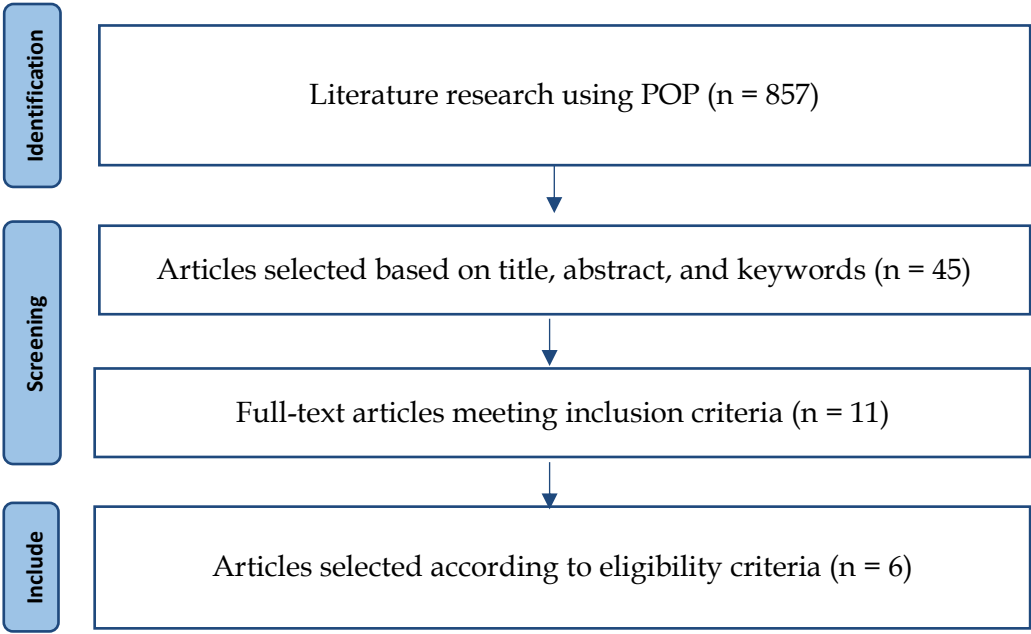 Identification
Literature research using POP (n = 857)
Screening
Articles selected based on title, abstract, and keywords (n = 45)
Full-text articles meeting inclusion criteria (n = 11)
Include
Articles selected according to eligibility criteria (n = 6)